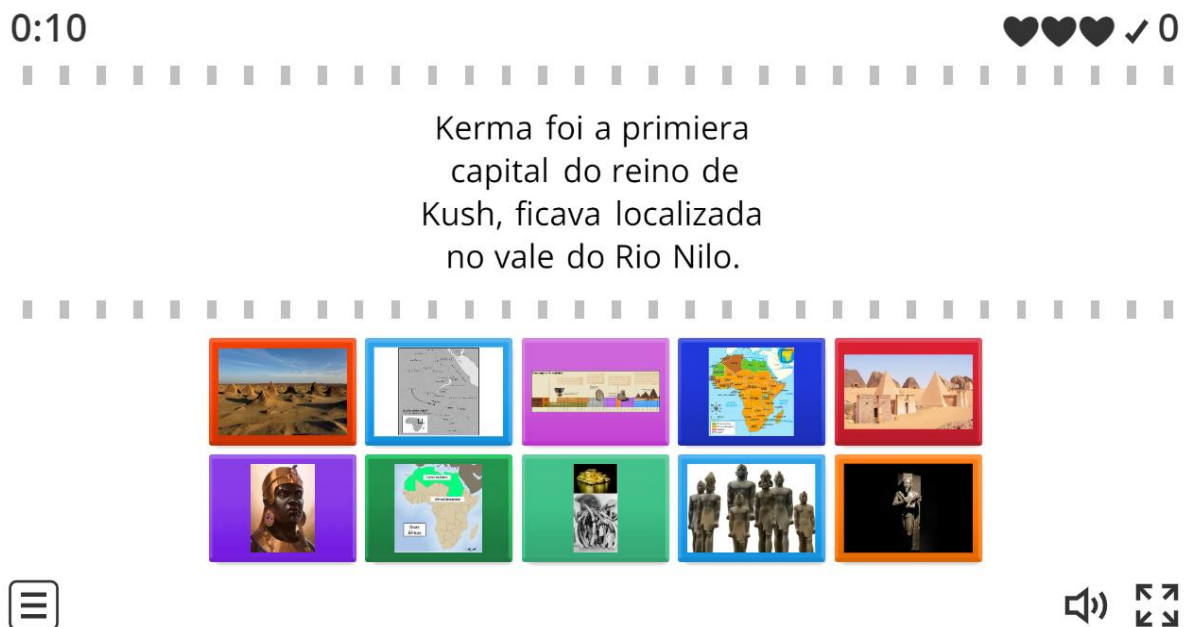 0:10
0
Kerma foi a primiera
capital do reino de
Kush, ficava localizada
no vale do Rio Nilo.